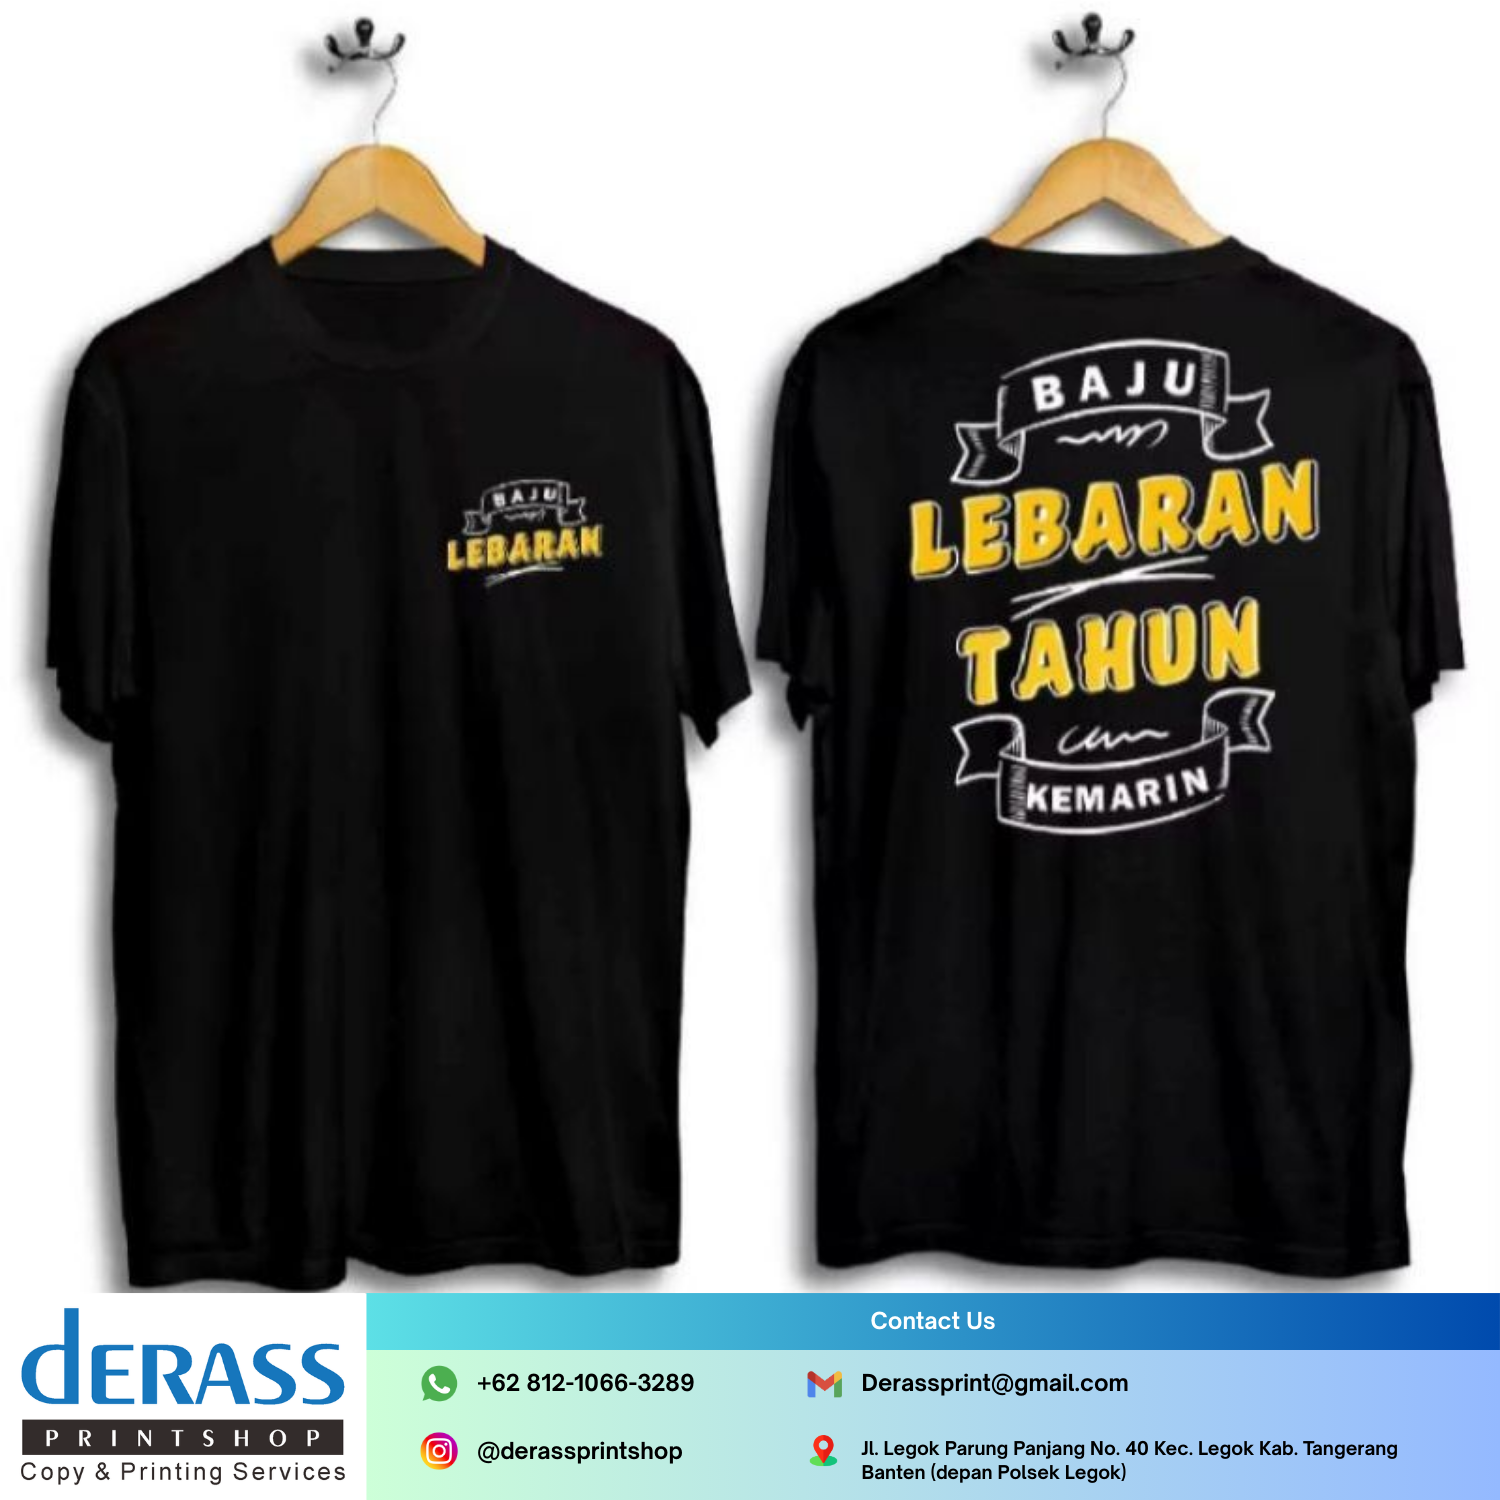 BAJU
LEBARAN
BAJU
LEBARAN
TAHUN
KEMARIN
dERASS
PRINTSHOP
Copy & Printing Services
Contact Us
+62 812-1066-3289
Derassprint@gmail.com
@derassprintshop
Jl. Legok Parung Panjang No. 40 Kec. Legok Kab. Tangerang
Banten (depan Polsek Legok)